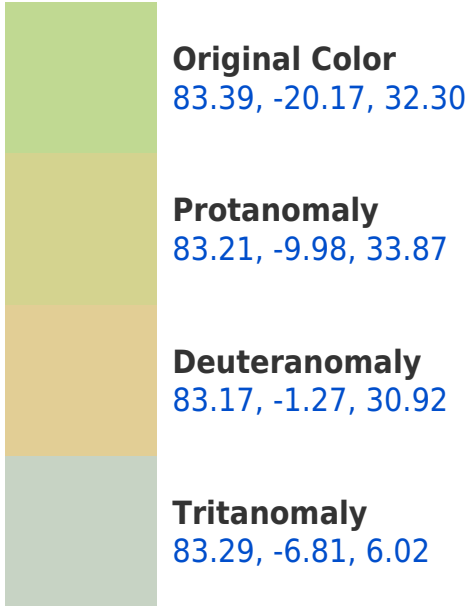 Original Color
83.39, -20.17, 32.30
Protanomaly
83.21, -9.98, 33.87
Deuteranomaly
83.17, -1.27, 30.92
Tritanomaly
83.29, -6.81, 6.02